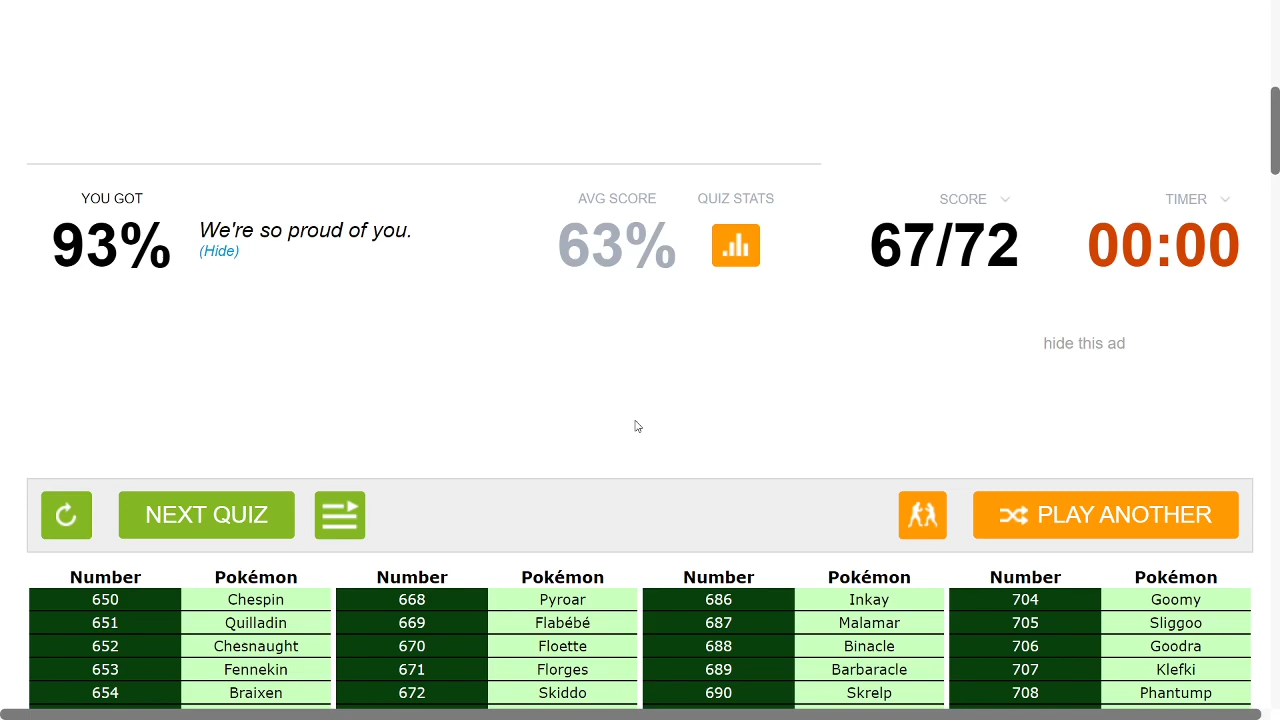 YOU GOT
93%
We're so proud of you.
(Hide)
AVG SCORE
63%
QUIZ STATS
SCORE
67/72
TIMER
00:00
hide this ad
NEXT QUIZ
PLAY ANOTHER
Number Pokémon Number Pokémon Number Pokémon Number Pokémon
650 Chespin 668 Pyroar 686 Inkay 704 Goomy
651 Quilladin 669 Flabébé 687 Malamar 705 Sliggoo
652 Chesnaught 670 Floette 688 Binacle 706 Goodra
653 Fennekin 671 Florges 689 Barbaracle 707 Klefki
654 Braixen 672 Skiddo 690 Skrelp 708 Phantump